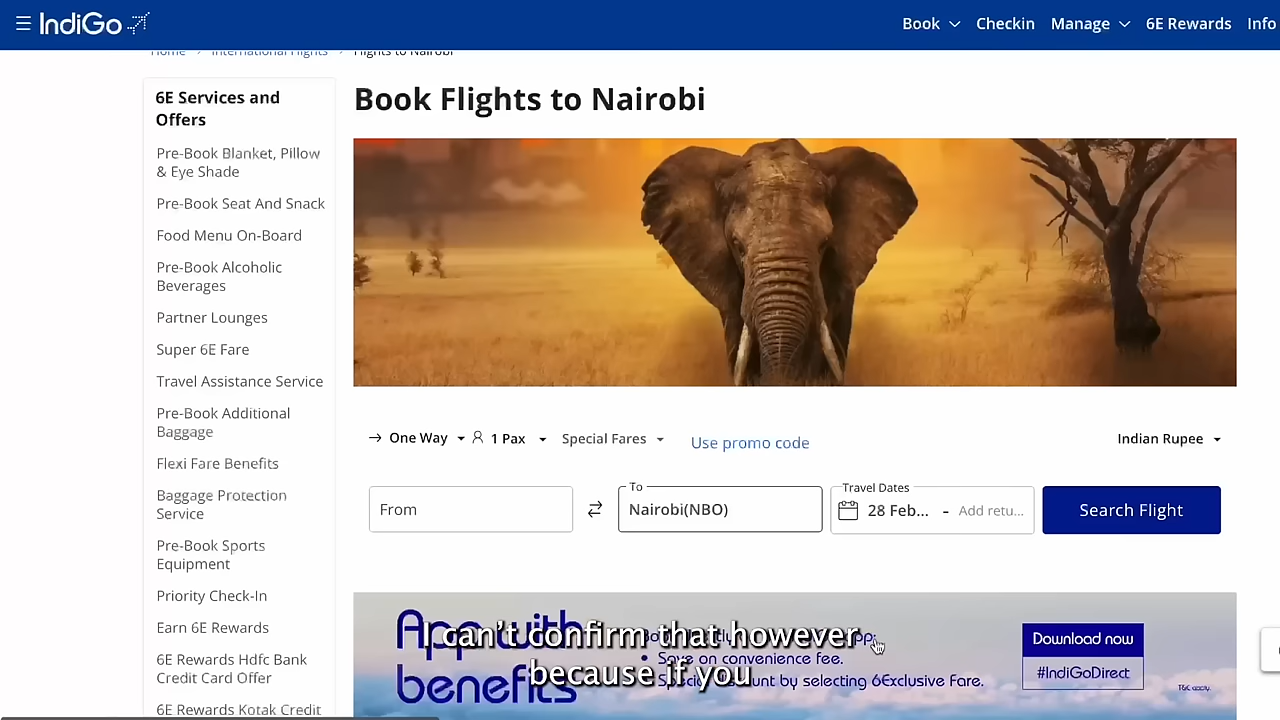 IndiGo
Book
Checkin
Manage
6E Rewards
Info
Home > International Flights > Flights to Nairobi
6E Services and
Offers
Pre-Book Blanket, Pillow
& Eye Shade
Pre-Book Seat And Snack
Food Menu On-Board
Pre-Book Alcoholic
Beverages
Partner Lounges
Super 6E Fare
Travel Assistance Service
Pre-Book Additional
Baggage
Flexi Fare Benefits
Baggage Protection
Service
Pre-Book Sports
Equipment
Priority Check-In
Earn 6E Rewards
6E Rewards Hdfc Bank
Credit Card Offer
6E Rewards Kotak Credit
Book Flights to Nairobi
One Way
1 Pax
Special Fares
Use promo code
Indian Rupee
From
To
Nairobi(NBO)
Travel Dates
28 Feb... - Add retu...
Search Flight
App with
benefits
Save on convenience fee.
count by selecting 6Exclusive Fare.
Download now
#IndiGoDirect
T&C apply.
I can't confirm that however
because if you